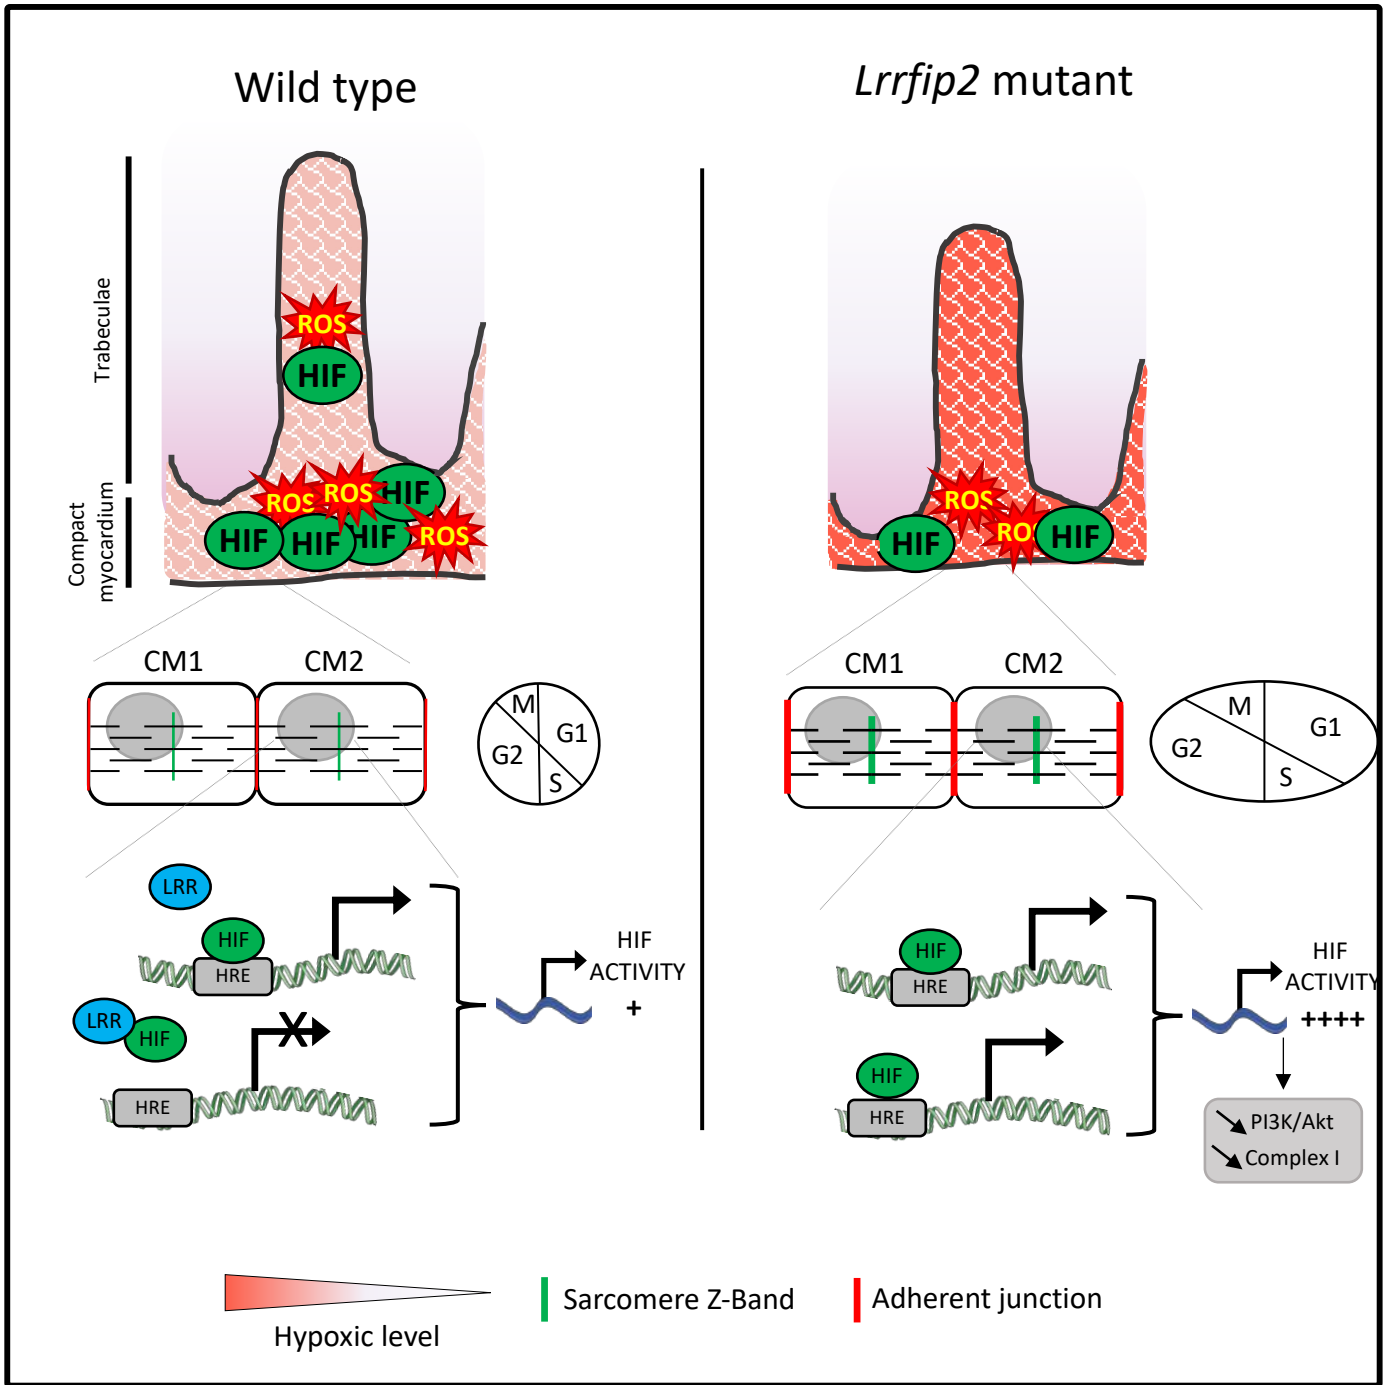 Wild type
Lrrfip2 mutant
Trabeculae
Compact
myocardium
ROS
HIF
ROS
ROS
HIF
HIF
HIF
HIF
ROS
ROS
ROS
HIF
HIF
CM1
CM2
M
G1
G2
S
CM1
CM2
M
G1
G2
S
LRR
HIF
HRE
LRR
HIF
HRE
HIF
ACTIVITY
+
HIF
HRE
HIF
HRE
HIF
ACTIVITY
++++
PI3K/Akt
Complex I
Hypoxic level
Sarcomere Z-Band
Adherent junction